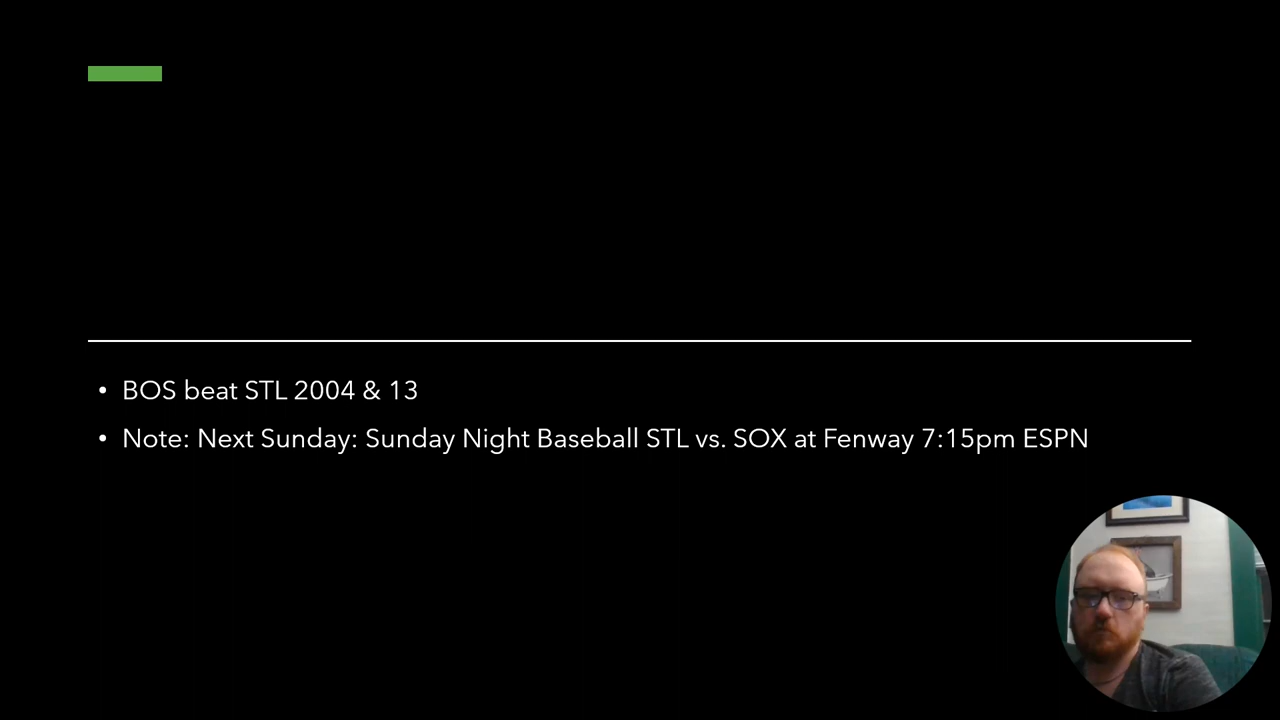 • BOS beat STL 2004 & 13
• Note: Next Sunday: Sunday Night Baseball STL vs. SOX at Fenway 7:15pm ESPN